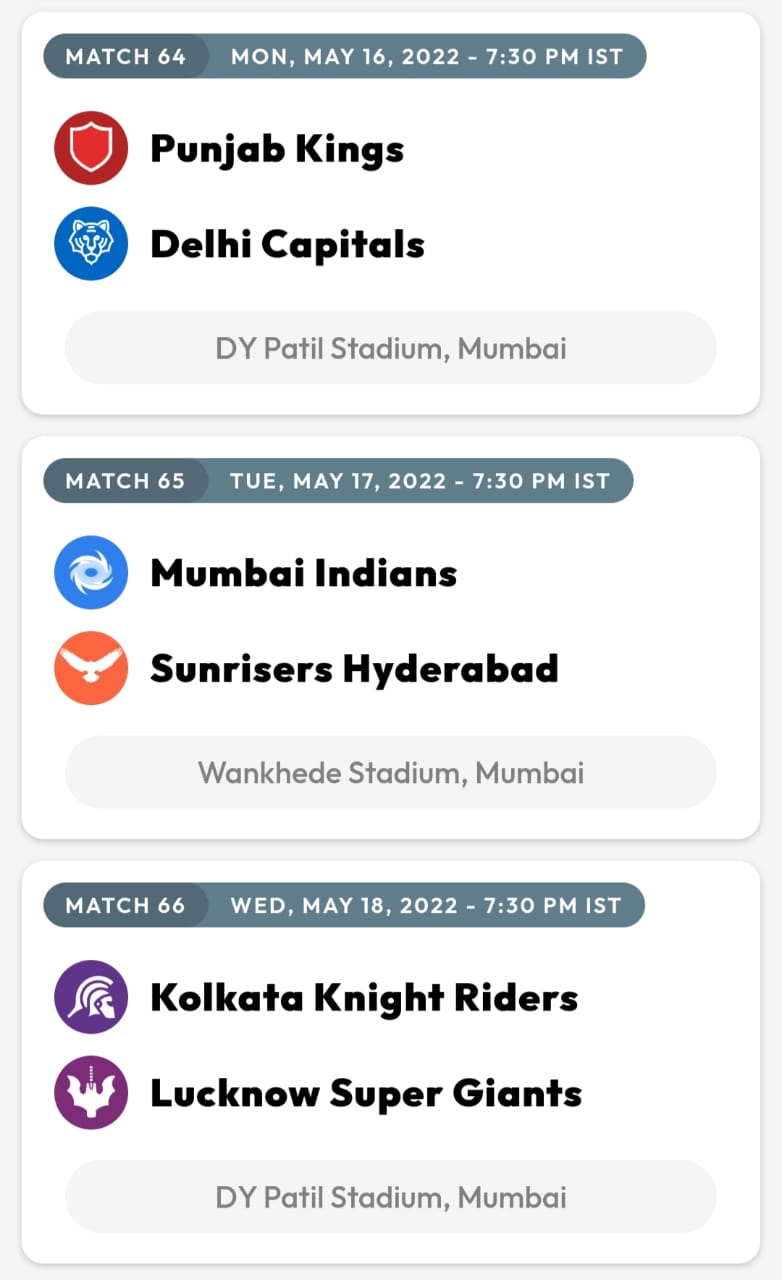 MATCH 64 MON, MAY 16, 2022 - 7:30 PM IST
Punjab Kings
Delhi Capitals
DY Patil Stadium, Mumbai
MATCH 65 TUE, MAY 17, 2022 - 7:30 PM IST
Mumbai Indians
Sunrisers Hyderabad
Wankhede Stadium, Mumbai
MATCH 66 WED, MAY 18, 2022 - 7:30 PM IST
Kolkata Knight Riders
Lucknow Super Giants
DY Patil Stadium, Mumbai